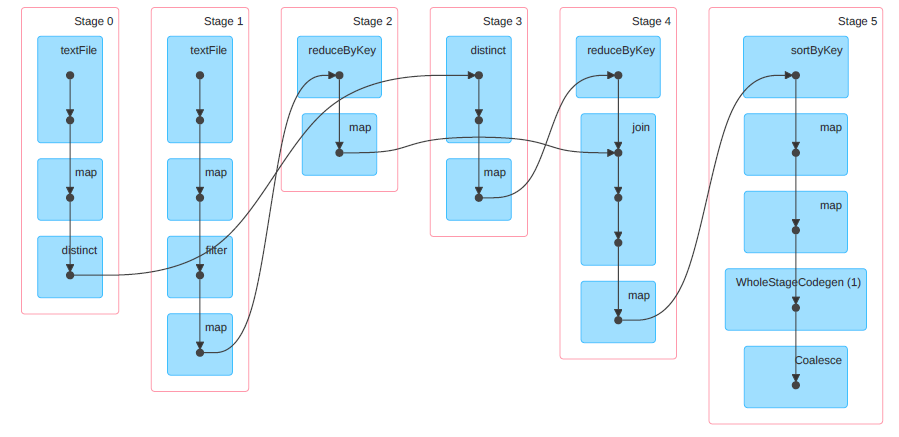 Stage 0
textFile
map
distinct
Stage 1
textFile
map
filter
map
Stage 2
reduceByKey
map
Stage 3
distinct
map
Stage 4
reduceByKey
join
map
Stage 5
sortByKey
map
map
WholeStageCodegen (1)
Coalesce